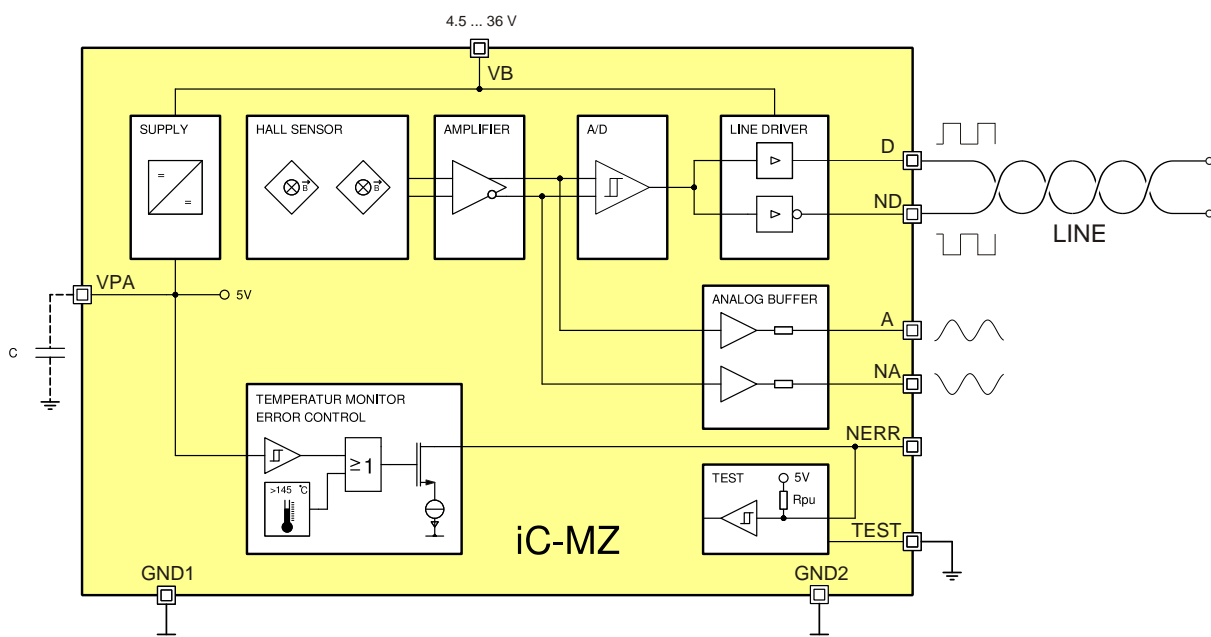 4.5 ... 36 V
VB
SUPPLY
HALL SENSOR
AMPLIFIER
A/D
LINE DRIVER
=
=
B
B
D
ND
LINE
VPA
5V
C
ANALOG BUFFER
A
NA
TEMPERATUR MONITOR
ERROR CONTROL
≥1
>145 °C
NERR
TEST
5V
Rpu
TEST
iC-MZ
GND1
GND2